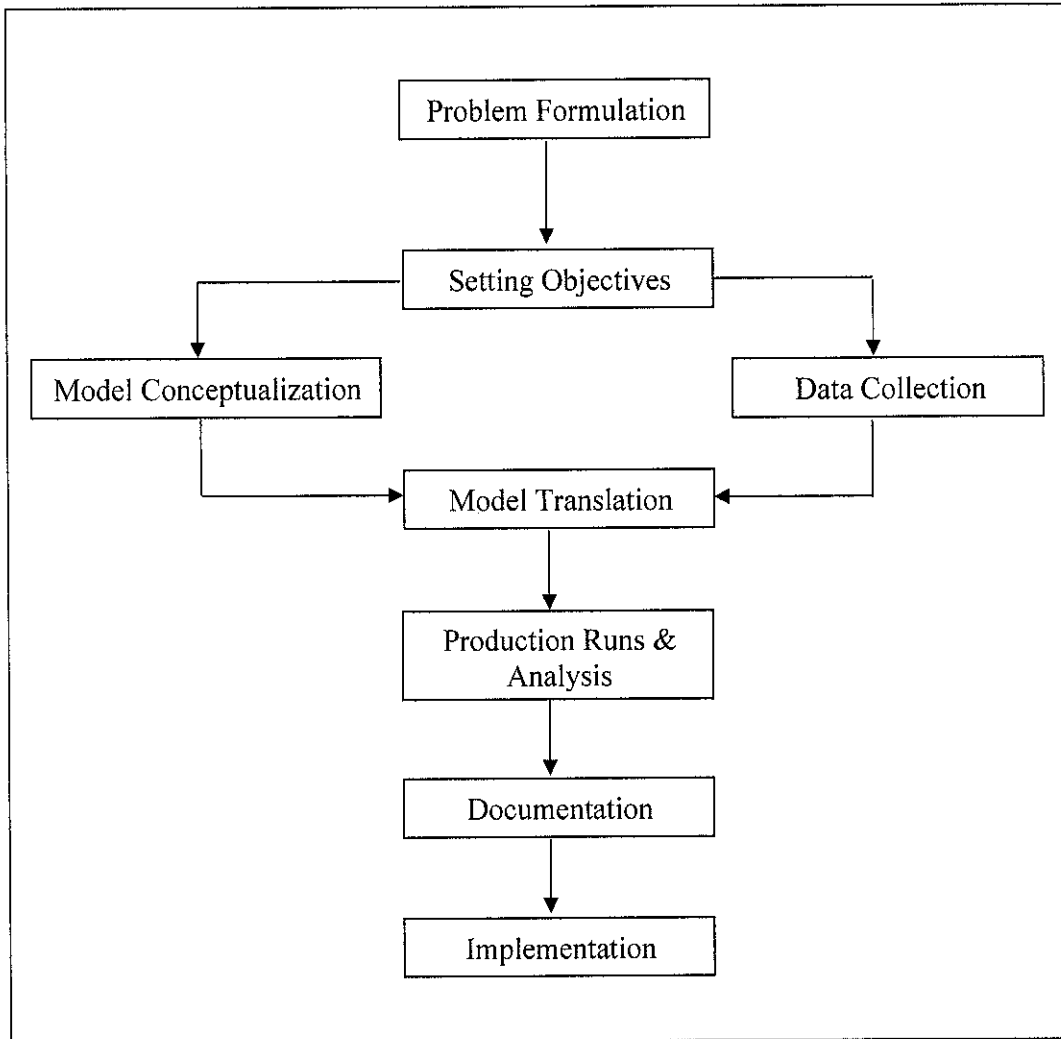 Problem Formulation
Setting Objectives
Model Conceptualization
Data Collection
Model Translation
Production Runs &
Analysis
Documentation
Implementation